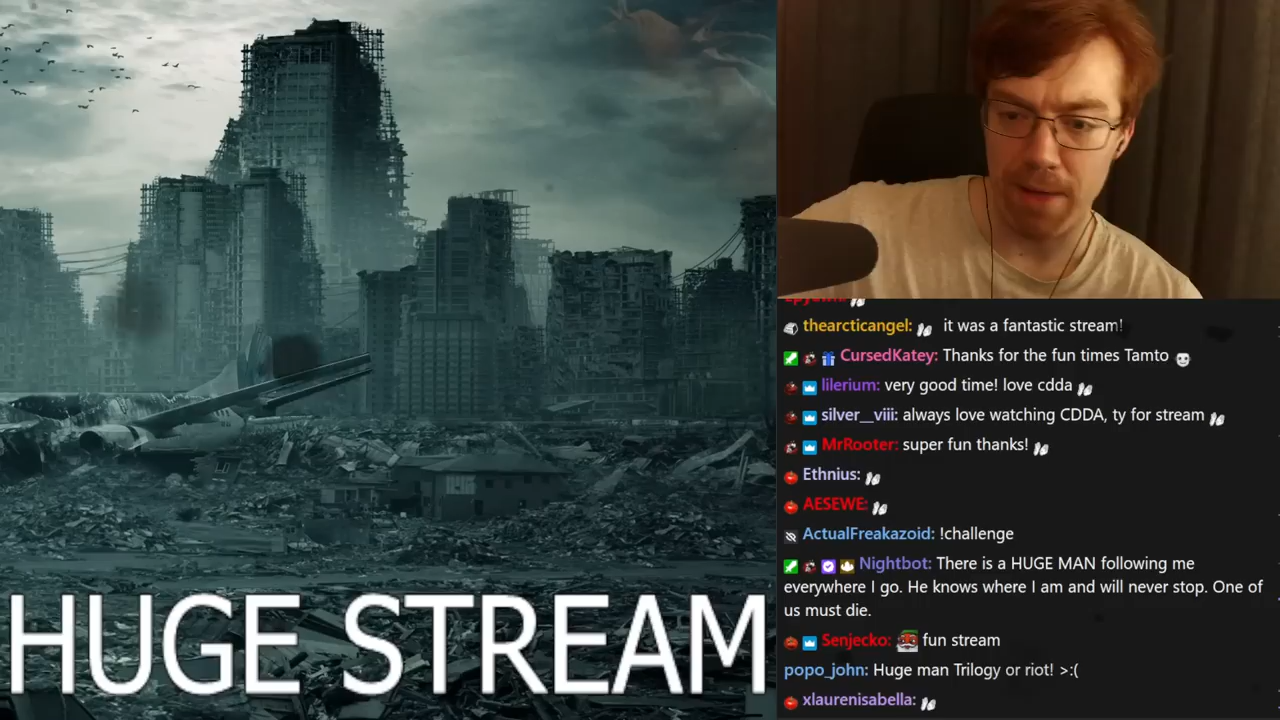 thearcticangel: it was a fantastic stream!
CursedKatey: Thanks for the fun times Tamto
lilerium: very good time! love cdda
silver__viii: always love watching CDDA, ty for stream
MrRooter: super fun thanks!
Ethnius:
AESEWE:
ActualFreakazoid: !challenge
Nightbot: There is a HUGE MAN following me
everywhere I go. He knows where I am and will never stop. One of
us must die.
Senjecko: fun stream
popo_john: Huge man Trilogy or riot! >:(
xlaurenisabella:
HUGE STREAM